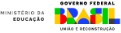 MINISTÉRIO DA
EDUCAÇÃO
GOVERNO FEDERAL
BRASIL
UNIÃO E RECONSTRUÇÃO